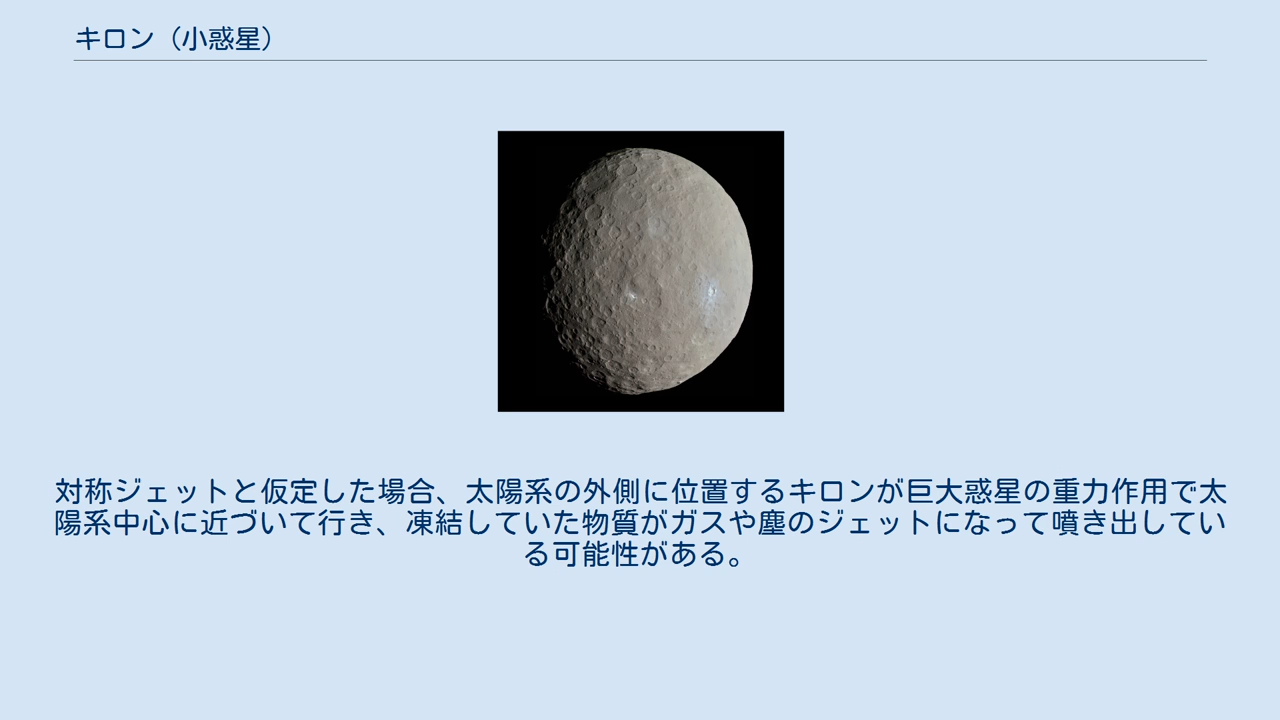 キロン（小惑星）
対称ジェットと仮定した場合、太陽系の外側に位置するキロンが巨大惑星の重力作用で太
陽系中心に近づいて行き、凍結していた物質がガスや塵のジェットになって噴き出してい
る可能性がある。